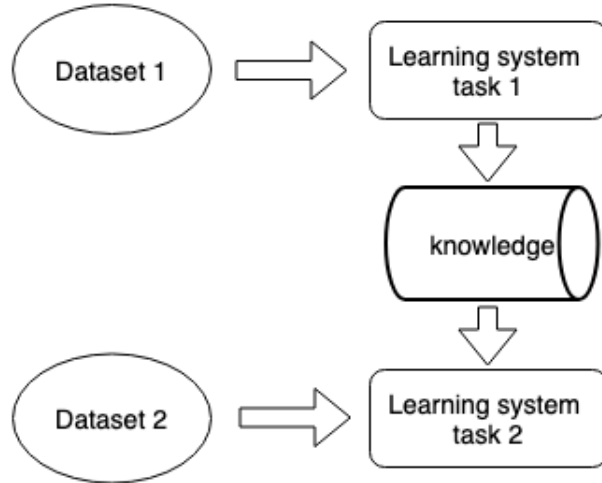 Dataset 1
Learning system
task 1
knowledge
Dataset 2
Learning system
task 2